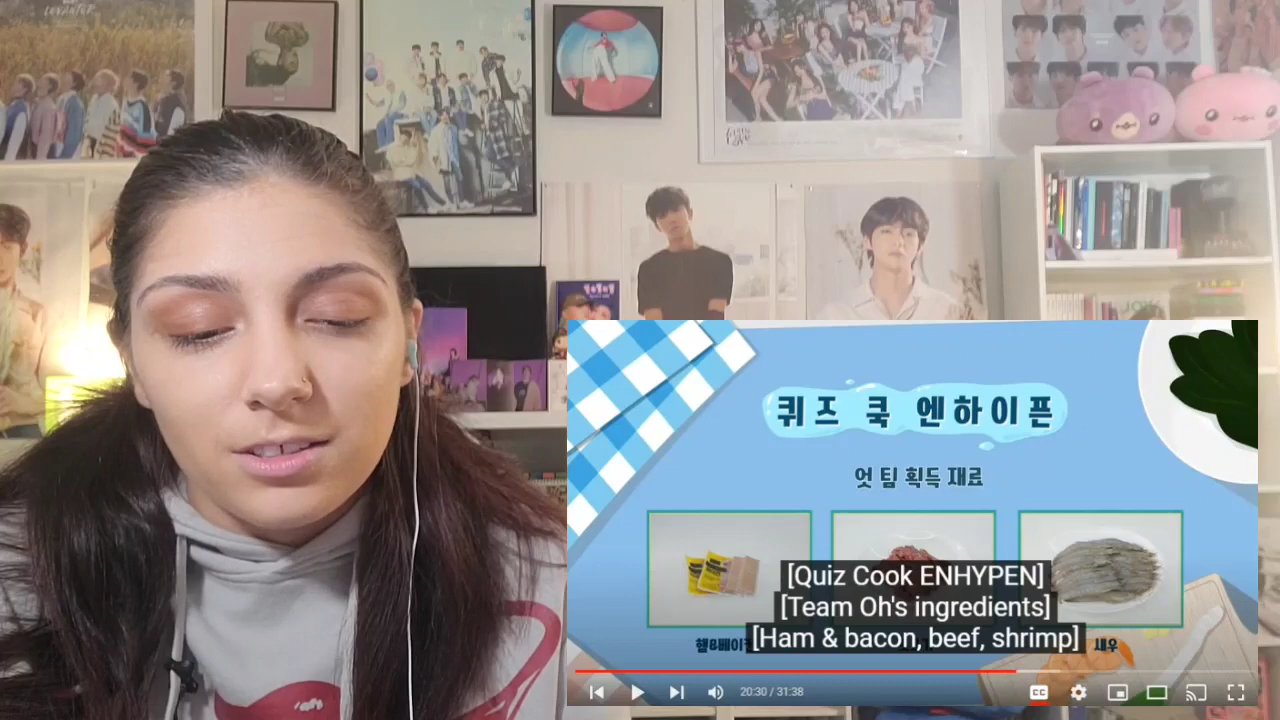 퀴즈 쿡 엔하이픈
엇 팀 획득 재료
[Quiz Cook ENHYPEN]
[Team Oh's ingredients]
[Ham & bacon, beef, shrimp]
새우
20:30 / 31:38
CC